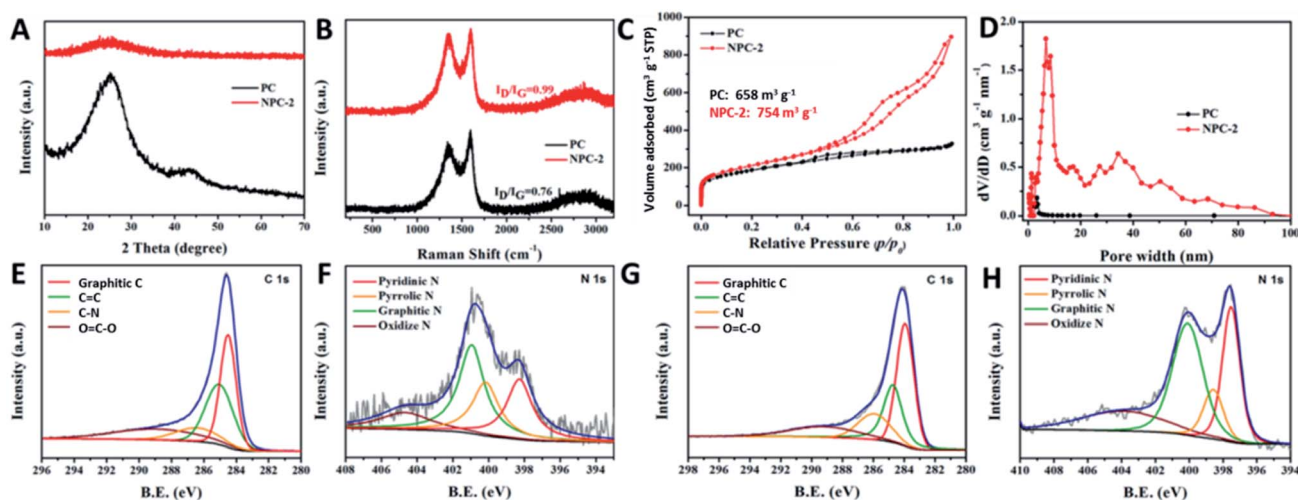 A
Intensity (a.u.)
PC
NPC-2
10 20 30 40 50 60 70
2 Theta (degree)
B
Intensity (a.u.)
I_D/I_G=0.99
PC
NPC-2
I_D/I_G=0.76
500 1000 1500 2000 2500 3000
Raman Shift (cm⁻¹)
C
Volume adsorbed (cm³ g⁻¹ STP)
1000
900
800
700
600
500
400
300
200
100
0
PC
NPC-2
PC: 658 m³ g⁻¹
NPC-2: 754 m³ g⁻¹
0.0 0.2 0.4 0.6 0.8 1.0
Relative Pressure (p/p₀)
D
dV/dD (cm³ g⁻¹ nm⁻¹)
2.0
1.5
1.0
0.5
0.0
PC
NPC-2
0 20 40 60 80 100
Pore width (nm)
E
C 1s
Graphitic C
C=C
C-N
O=C-O
Intensity (a.u.)
296 294 292 290 288 286 284 282 280
B.E. (eV)
F
N 1s
Pyridinic N
Pyrrolic N
Graphitic N
Oxidize N
Intensity (a.u.)
408 406 404 402 400 398 396 394
B.E. (eV)
G
C 1s
Graphitic C
C=C
C-N
O=C-O
Intensity (a.u.)
298 296 294 292 290 288 286 284 282 280
B.E. (eV)
H
N 1s
Pyridinic N
Pyrrolic N
Graphitic N
Oxidize N
Intensity (a.u.)
410 408 406 404 402 400 398 396 394
B.E. (eV)